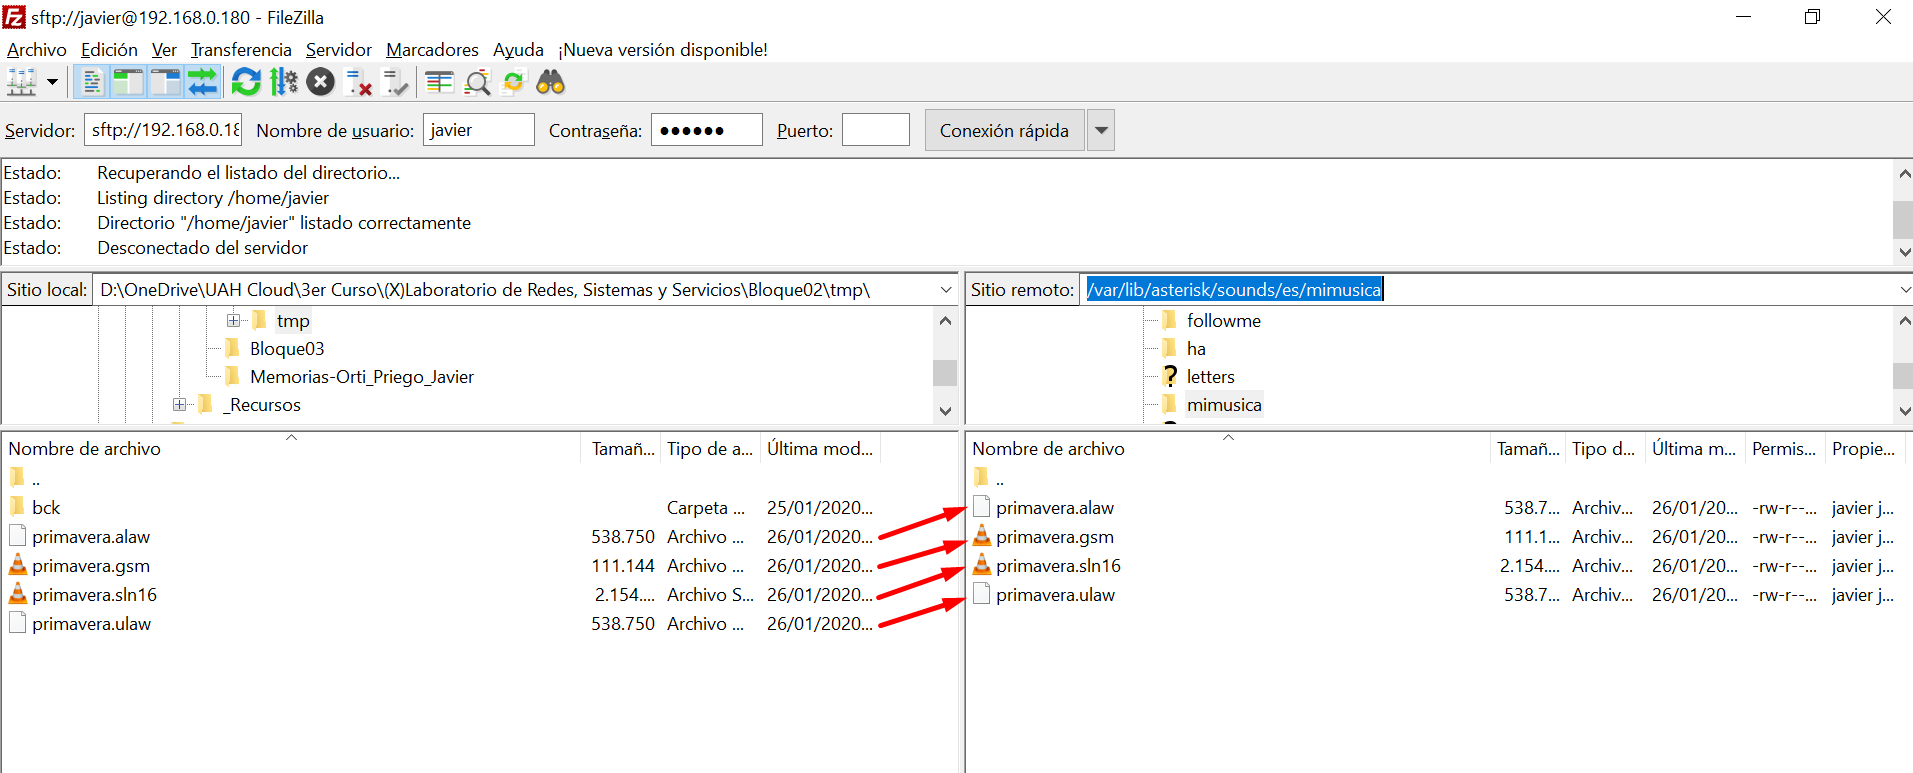 sftp://javier@192.168.0.180 - FileZilla
Archivo Edición Ver Transferencia Servidor Marcadores Ayuda ¡Nueva versión disponible!
Servidor: sftp://192.168.0.18 Nombre de usuario: javier Contraseña: ●●●●●● Puerto: Conexión rápida
Estado: Recuperando el listado del directorio...
Estado: Listing directory /home/javier
Estado: Directorio "/home/javier" listado correctamente
Estado: Desconectado del servidor
Sitio local: D:\OneDrive\UAH Cloud\3er Curso\(X)Laboratorio de Redes, Sistemas y Servicios\Bloque02\tmp\
tmp
Bloque03
Memorias-Orti_Priego_Javier
_Recursos
Nombre de archivo Tamañ... Tipo de a... Última mod...
..
bck Carpeta ... 25/01/2020...
primavera.alaw 538.750 Archivo ... 26/01/2020...
primavera.gsm 111.144 Archivo ... 26/01/2020...
primavera.sln16 2.154.... Archivo S... 26/01/2020...
primavera.ulaw 538.750 Archivo ... 26/01/2020...
Sitio remoto: /var/lib/asterisk/sounds/es/mimusica
followme
ha
? letters
mimusica
Nombre de archivo Tamañ... Tipo d... Última m... Permis... Propie...
..
primavera.alaw 538.7... Archiv... 26/01/20... -rw-r--... javier j...
primavera.gsm 111.1... Archiv... 26/01/20... -rw-r--... javier j...
primavera.sln16 2.154.... Archiv... 26/01/20... -rw-r--... javier j...
primavera.ulaw 538.7... Archiv... 26/01/20... -rw-r--... javier j...